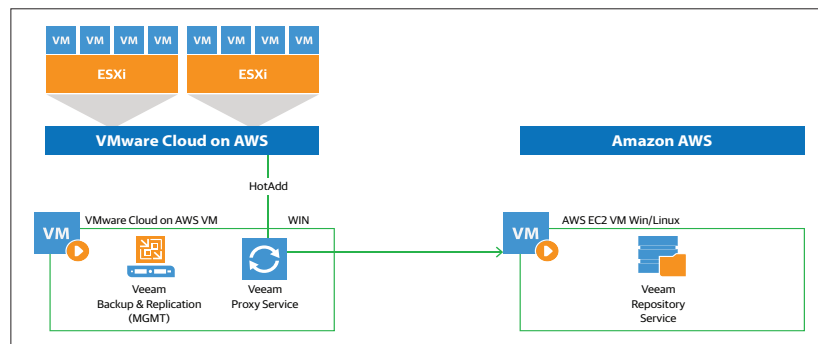 VM VM VM VM VM VM VM VM
ESXi ESXi
VMware Cloud on AWS Amazon AWS
HotAdd
VMware Cloud on AWS VM WIN AWS EC2 VM Win/Linux
VM VM
Veeam
Backup & Replication
(MGMT)
Veeam
Proxy Service
Veeam
Repository
Service